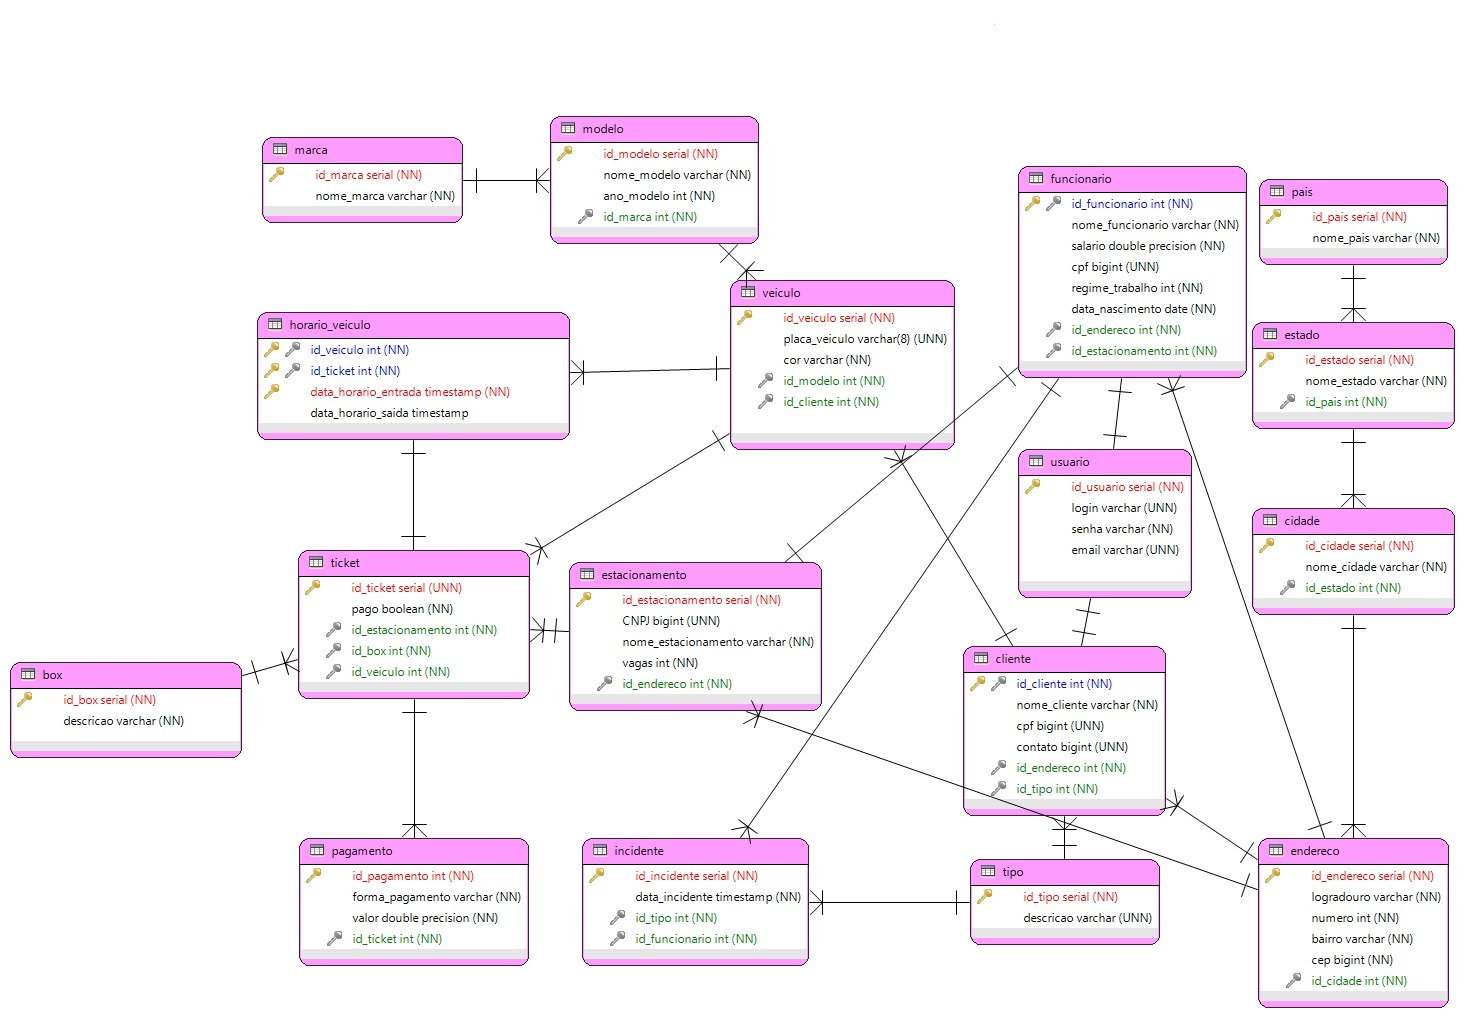 marca
id_marca serial (NN)
nome_marca varchar (NN)
modelo
id_modelo serial (NN)
nome_modelo varchar (NN)
ano_modelo int (NN)
id_marca int (NN)
funcionario
id_funcionario int (NN)
nome_funcionario varchar (NN)
salario double precision (NN)
cpf bigint (UNN)
regime_trabalho int (NN)
data_nascimento date (NN)
id_endereco int (NN)
id_estacionamento int (NN)
pais
id_pais serial (NN)
nome_pais varchar (NN)
horario_veiculo
id_veiculo int (NN)
id_ticket int (NN)
data_horario_entrada timestamp (NN)
data_horario_saida timestamp
veiculo
id_veiculo serial (NN)
placa_veiculo varchar(8) (UNN)
cor varchar (NN)
id_modelo int (NN)
id_cliente int (NN)
estado
id_estado serial (NN)
nome_estado varchar (NN)
id_pais int (NN)
usuario
id_usuario serial (NN)
login varchar (UNN)
senha varchar (NN)
email varchar (UNN)
cidade
id_cidade serial (NN)
nome_cidade varchar (NN)
id_estado int (NN)
ticket
id_ticket serial (UNN)
pago boolean (NN)
id_estacionamento int (NN)
id_box int (NN)
id_veiculo int (NN)
estacionamento
id_estacionamento serial (NN)
CNPJ bigint (UNN)
nome_estacionamento varchar (NN)
vagas int (NN)
id_endereco int (NN)
box
id_box serial (NN)
descricao varchar (NN)
cliente
id_cliente int (NN)
nome_cliente varchar (NN)
cpf bigint (UNN)
contato bigint (UNN)
id_endereco int (NN)
id_tipo int (NN)
pagamento
id_pagamento int (NN)
forma_pagamento varchar (NN)
valor double precision (NN)
id_ticket int (NN)
incidente
id_incidente serial (NN)
data_incidente timestamp (NN)
id_tipo int (NN)
id_funcionario int (NN)
tipo
id_tipo serial (NN)
descricao varchar (UNN)
endereco
id_endereco serial (NN)
logradouro varchar (NN)
numero int (NN)
bairro varchar (NN)
cep bigint (NN)
id_cidade int (NN)